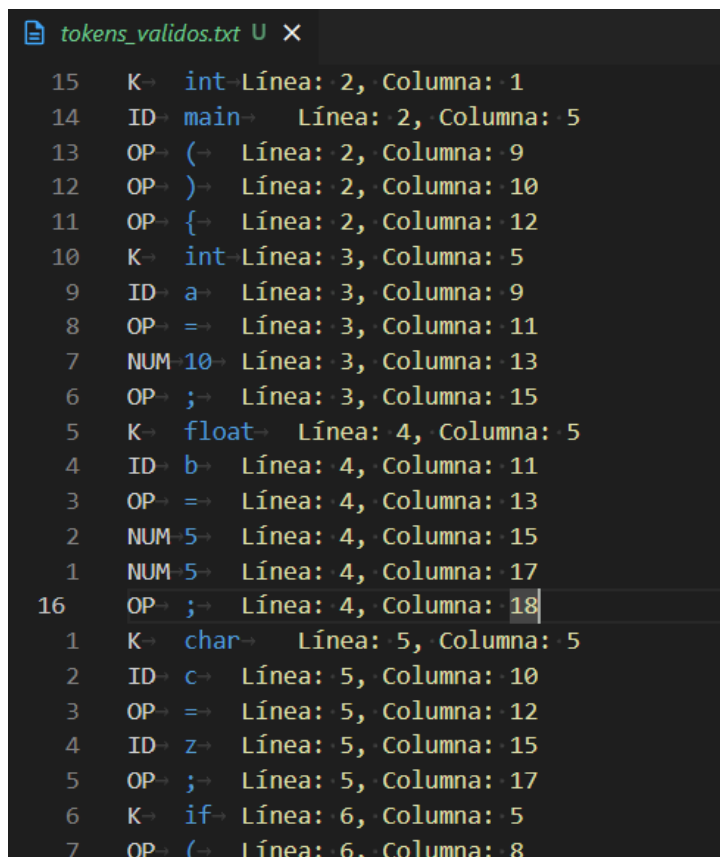 tokens_validos.txt U ×
15 K→ int→Línea: 2, Columna: 1
14 ID→ main→ Línea: 2, Columna: 5
13 OP→ (→ Línea: 2, Columna: 9
12 OP→ )→ Línea: 2, Columna: 10
11 OP→ {→ Línea: 2, Columna: 12
10 K→ int→Línea: 3, Columna: 5
9 ID→ a→ Línea: 3, Columna: 9
8 OP→ =→ Línea: 3, Columna: 11
7 NUM→10→ Línea: 3, Columna: 13
6 OP→ ;→ Línea: 3, Columna: 15
5 K→ float→ Línea: 4, Columna: 5
4 ID→ b→ Línea: 4, Columna: 11
3 OP→ =→ Línea: 4, Columna: 13
2 NUM→5→ Línea: 4, Columna: 15
1 NUM→5→ Línea: 4, Columna: 17
16 OP→ ;→ Línea: 4, Columna: 18
1 K→ char→ Línea: 5, Columna: 5
2 ID→ c→ Línea: 5, Columna: 10
3 OP→ =→ Línea: 5, Columna: 12
4 ID→ z→ Línea: 5, Columna: 15
5 OP→ ;→ Línea: 5, Columna: 17
6 K→ if→ Línea: 6, Columna: 5
7 OP→ (→ Línea: 6, Columna: 8